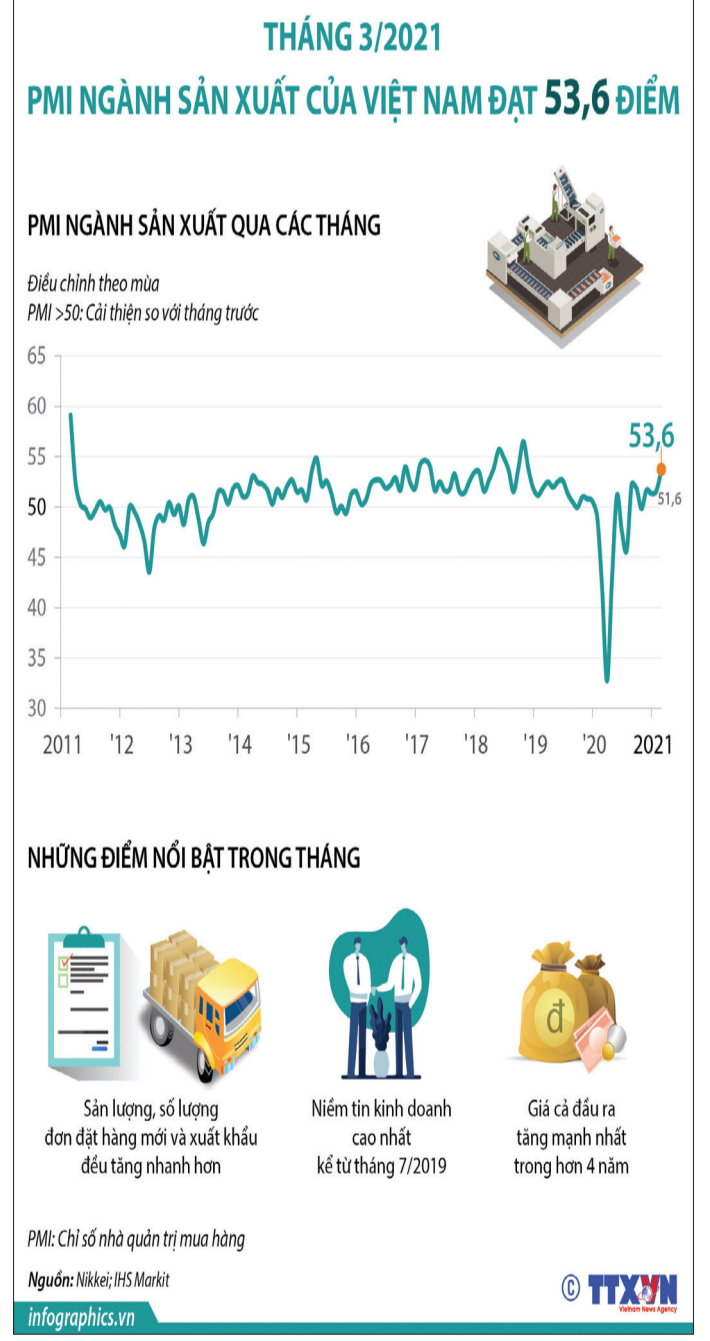 THÁNG 3/2021
PMI NGÀNH SẢN XUẤT CỦA VIỆT NAM ĐẠT 53,6 ĐIỂM
PMI NGÀNH SẢN XUẤT QUA CÁC THÁNG
Điều chỉnh theo mùa
PMI >50: Cải thiện so với tháng trước
65
60
55
50
45
40
35
30
53,6
51,6
2011 '12 '13 '14 '15 '16 '17 '18 '19 '20 2021
NHỮNG ĐIỂM NỔI BẬT TRONG THÁNG
đ
Sản lượng, số lượng
đơn đặt hàng mới và xuất khẩu
đều tăng nhanh hơn
Niềm tin kinh doanh
cao nhất
kể từ tháng 7/2019
Giá cả đầu ra
tăng mạnh nhất
trong hơn 4 năm
PMI: Chỉ số nhà quản trị mua hàng
Nguồn: Nikkei; IHS Markit
© TTXVN
Vietnam News Agency
infographics.vn